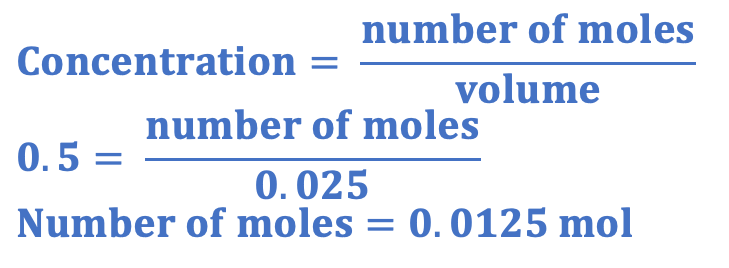 Concentration = number of moles / volume
0.5 = number of moles / 0.025
Number of moles = 0.0125 mol